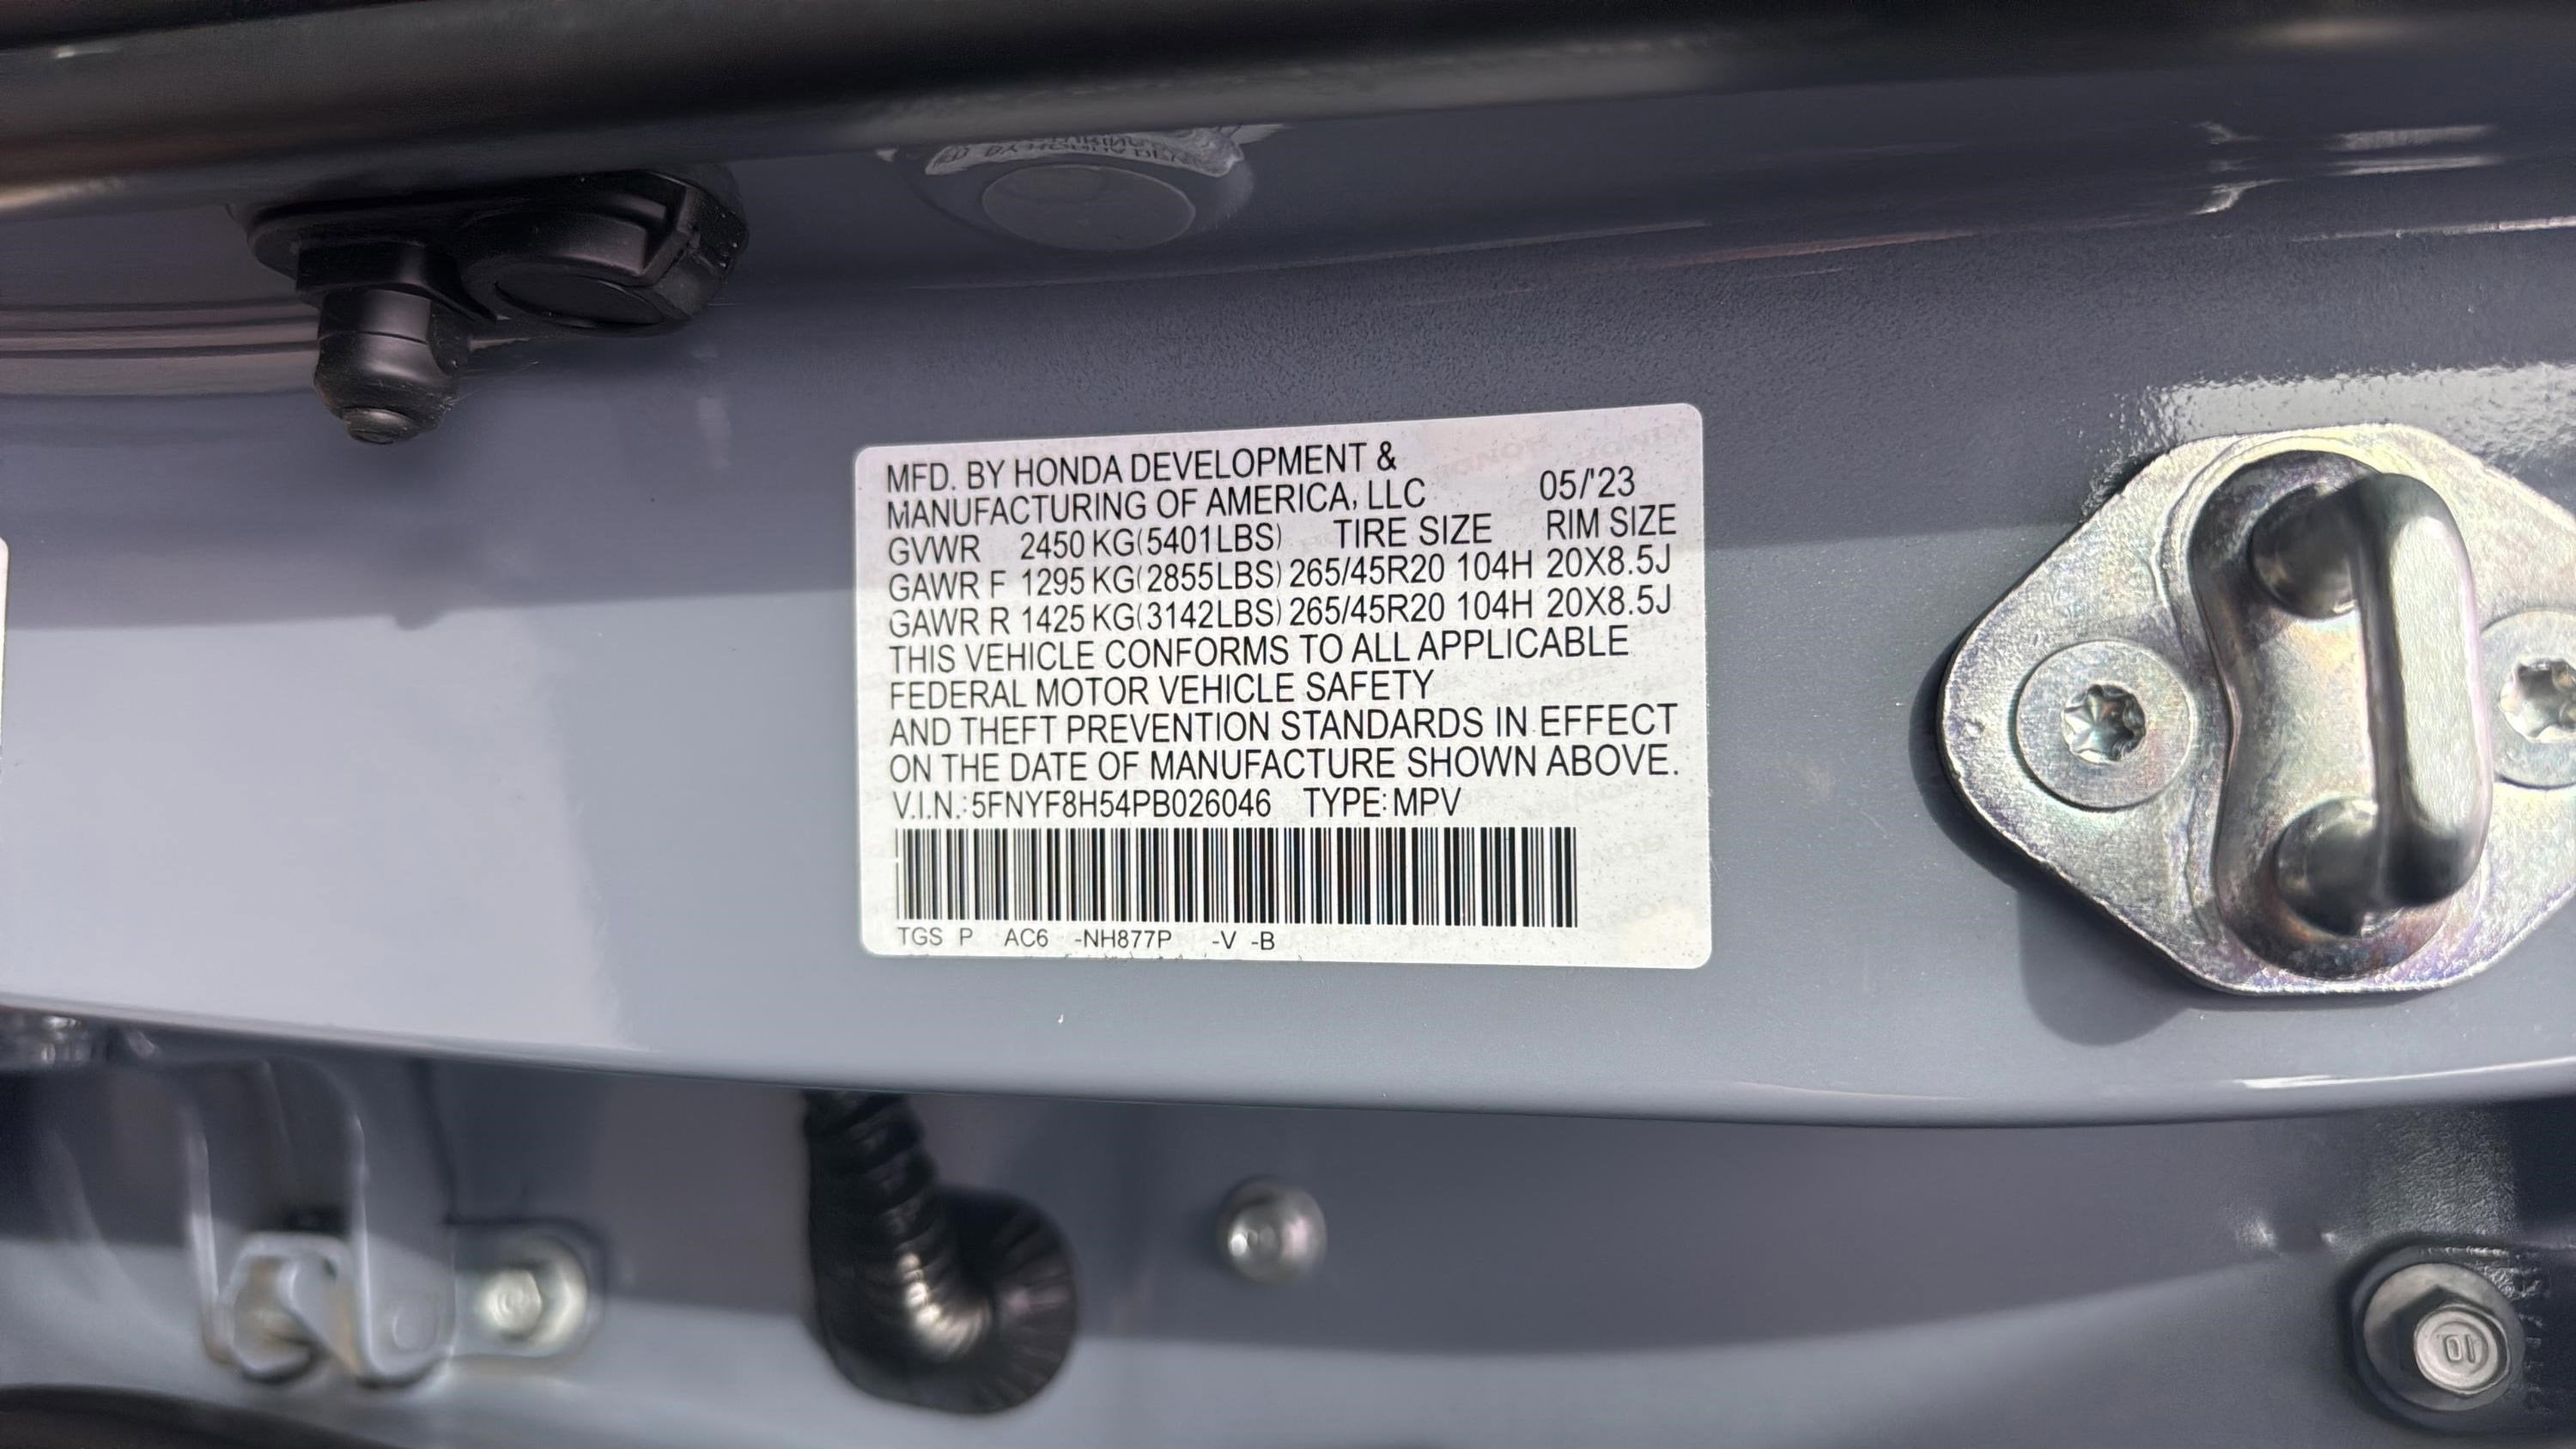 MFD. BY HONDA DEVELOPMENT &
MANUFACTURING OF AMERICA, LLC 05/'23
GVWR 2450 KG(5401LBS) TIRE SIZE RIM SIZE
GAWR F 1295 KG(2855LBS) 265/45R20 104H 20X8.5J
GAWR R 1425 KG(3142LBS) 265/45R20 104H 20X8.5J
THIS VEHICLE CONFORMS TO ALL APPLICABLE
FEDERAL MOTOR VEHICLE SAFETY
AND THEFT PREVENTION STANDARDS IN EFFECT
ON THE DATE OF MANUFACTURE SHOWN ABOVE.
V.I.N.: 5FNYF8H54PB026046 TYPE: MPV
TGS P AC6 -NH877P -V -B
10